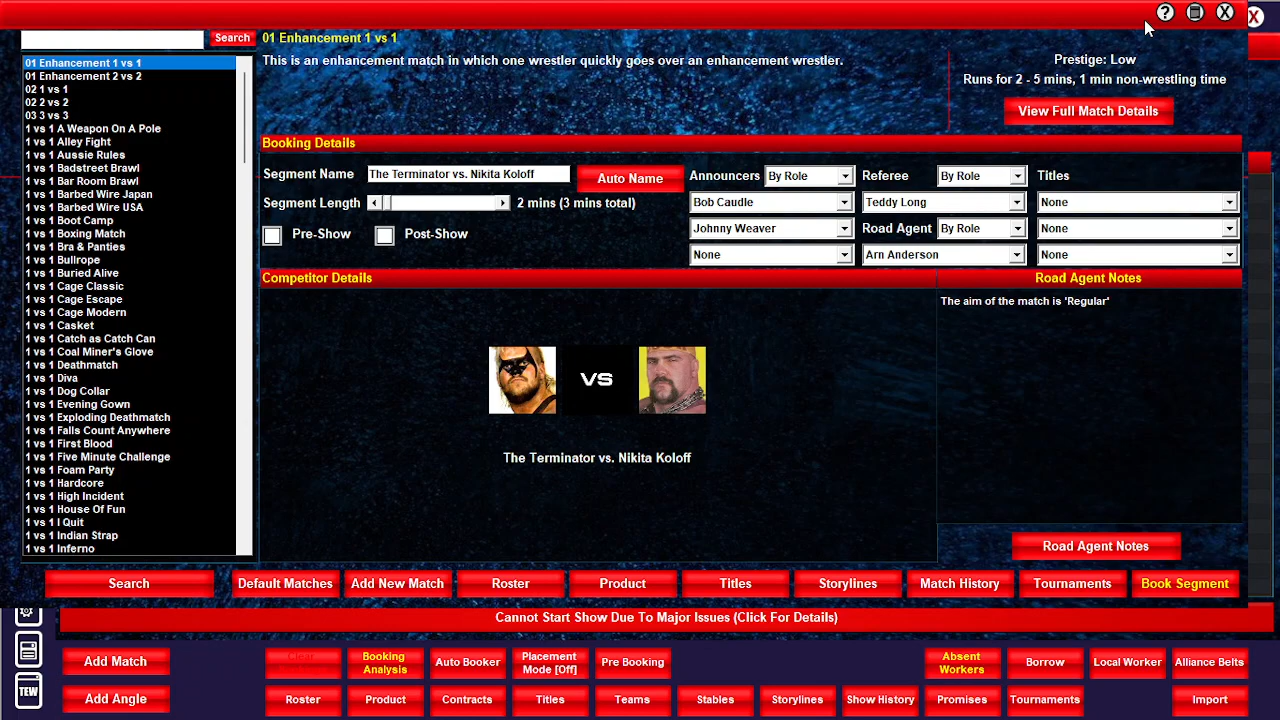 ? X X
Search
01 Enhancement 1 vs 1
This is an enhancement match in which one wrestler quickly goes over an enhancement wrestler.
Prestige: Low
Runs for 2 - 5 mins, 1 min non-wrestling time
View Full Match Details
01 Enhancement 1 vs 1
01 Enhancement 2 vs 2
02 1 vs 1
02 2 vs 2
03 3 vs 3
1 vs 1 A Weapon On A Pole
1 vs 1 Alley Fight
1 vs 1 Aussie Rules
1 vs 1 Badstreet Brawl
1 vs 1 Bar Room Brawl
1 vs 1 Barbed Wire Japan
1 vs 1 Barbed Wire USA
1 vs 1 Boot Camp
1 vs 1 Boxing Match
1 vs 1 Bra & Panties
1 vs 1 Bullrope
1 vs 1 Buried Alive
1 vs 1 Cage Classic
1 vs 1 Cage Escape
1 vs 1 Cage Modern
1 vs 1 Casket
1 vs 1 Catch as Catch Can
1 vs 1 Coal Miner's Glove
1 vs 1 Deathmatch
1 vs 1 Diva
1 vs 1 Dog Collar
1 vs 1 Evening Gown
1 vs 1 Exploding Deathmatch
1 vs 1 Falls Count Anywhere
1 vs 1 First Blood
1 vs 1 Five Minute Challenge
1 vs 1 Foam Party
1 vs 1 Hardcore
1 vs 1 High Incident
1 vs 1 House Of Fun
1 vs 1 I Quit
1 vs 1 Indian Strap
1 vs 1 Inferno
Booking Details
Segment Name The Terminator vs. Nikita Koloff Auto Name
Segment Length 2 mins (3 mins total)
Pre-Show Post-Show
Announcers By Role
Bob Caudle
Johnny Weaver
None
Referee By Role
Teddy Long
Road Agent By Role
Arn Anderson
Titles
None
None
None
Competitor Details
VS
The Terminator vs. Nikita Koloff
Road Agent Notes
The aim of the match is 'Regular'
Road Agent Notes
Search Default Matches Add New Match Roster Product Titles Storylines Match History Tournaments Book Segment
Cannot Start Show Due To Major Issues (Click For Details)
TEW
Add Match Clear Booking Analysis Auto Booker Placement Mode [Off] Pre Booking Absent Workers Borrow Local Worker Alliance Belts
Add Angle Roster Product Contracts Titles Teams Stables Storylines Show History Promises Tournaments Import